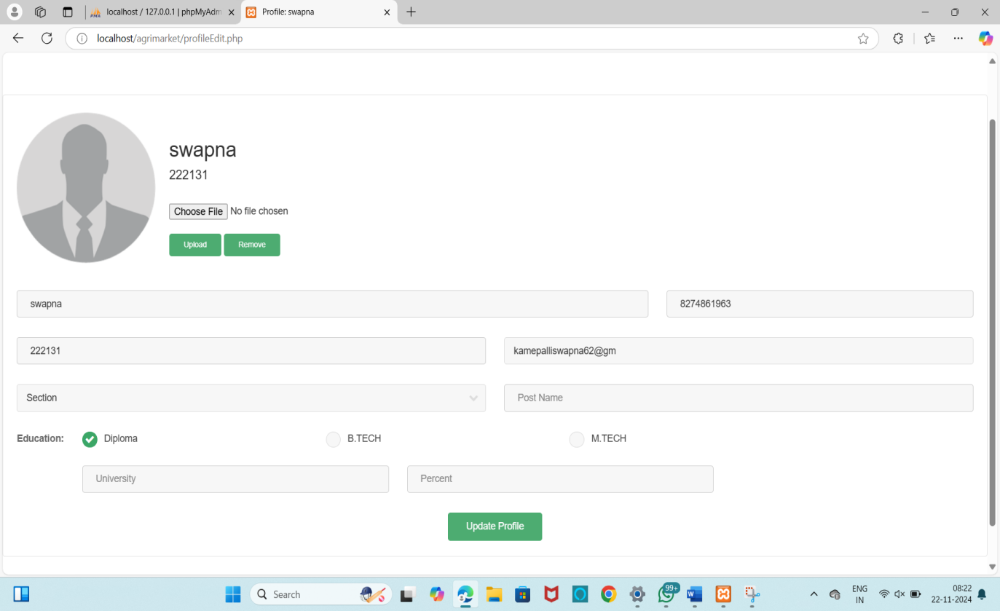 localhost / 127.0.0.1 | phpMyAdm
Profile: swapna
localhost/agrimarket/profileEdit.php
swapna
222131
Choose File No file chosen
Upload Remove
swapna 8274861963
222131 kamepalliswapna62@gm
Section Post Name
Education: Diploma B.TECH M.TECH
University Percent
Update Profile
Search
99+
ENG
IN
08:22
22-11-2024